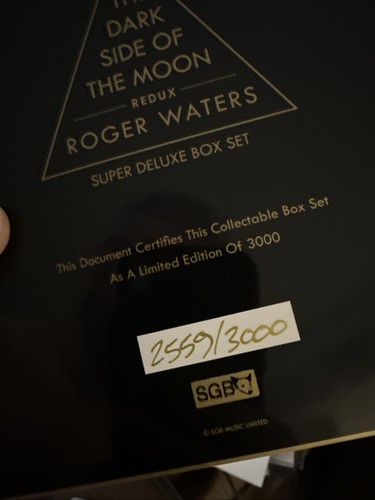 THE
DARK
SIDE OF
THE MOON
REDUX
ROGER WATERS
SUPER DELUXE BOX SET
This Document Certifies This Collectable Box Set
As A Limited Edition Of 3000
2559/3000
SGB
© SGB MUSIC LIMITED